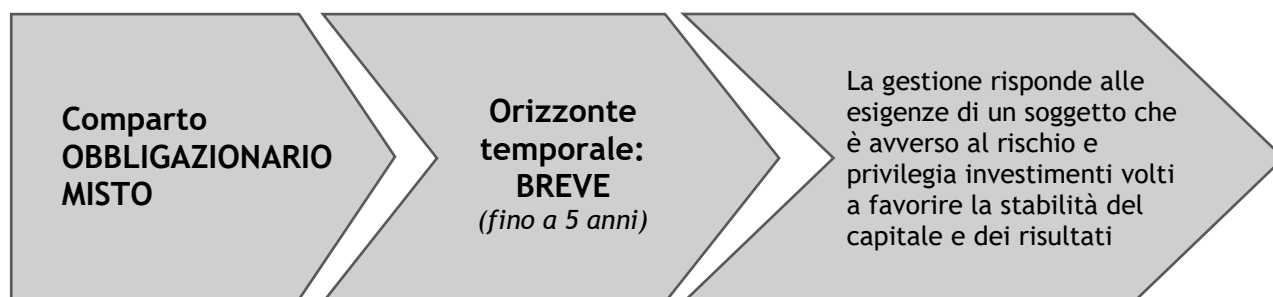 Comparto
OBBLIGAZIONARIO
MISTO
Orizzonte
temporale:
BREVE
(fino a 5 anni)
La gestione risponde alle
esigenze di un soggetto che
è avverso al rischio e
privilegia investimenti volti
a favorire la stabilità del
capitale e dei risultati